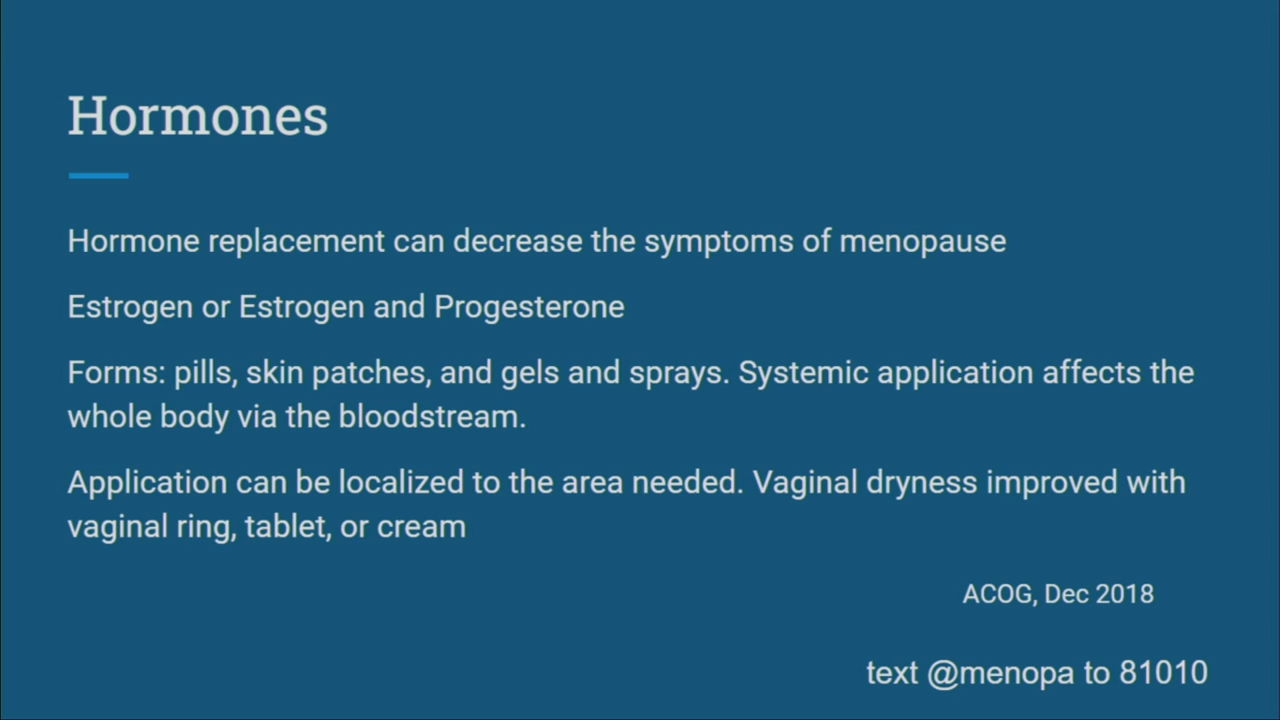 Hormones
Hormone replacement can decrease the symptoms of menopause
Estrogen or Estrogen and Progesterone
Forms: pills, skin patches, and gels and sprays. Systemic application affects the
whole body via the bloodstream.
Application can be localized to the area needed. Vaginal dryness improved with
vaginal ring, tablet, or cream
ACOG, Dec 2018
text @menopa to 81010